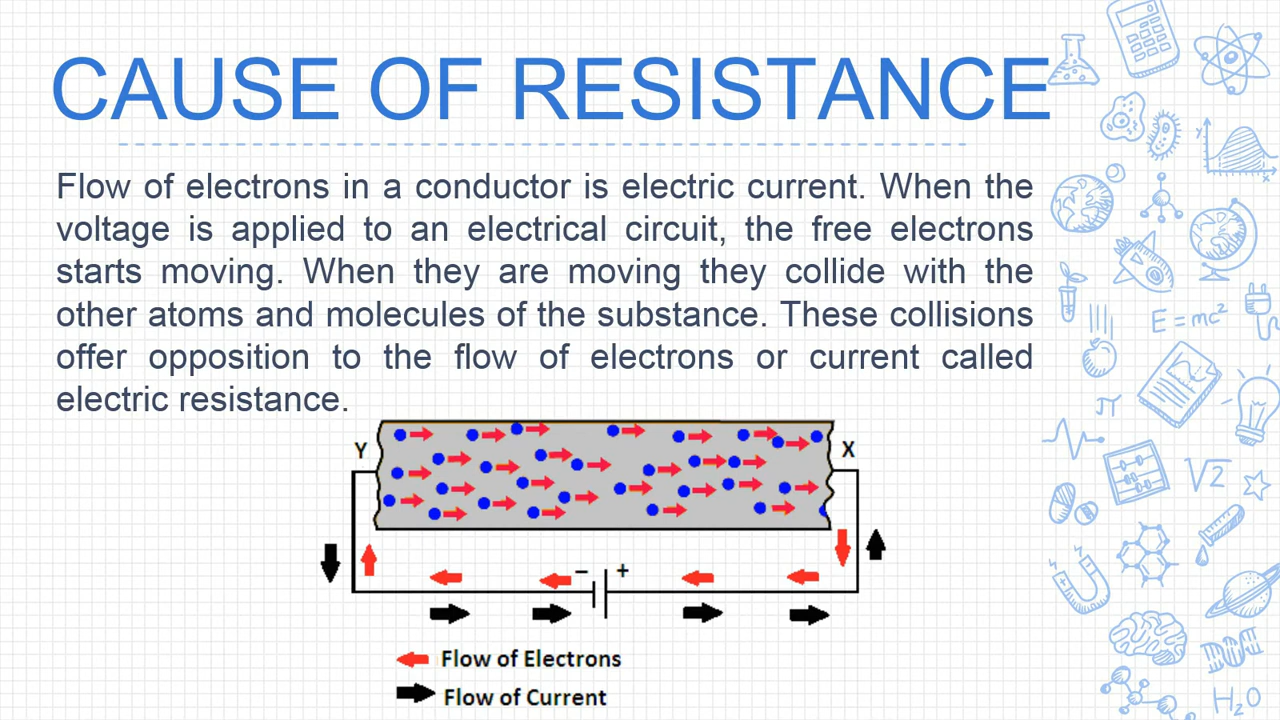 CAUSE OF RESISTANCE
Flow of electrons in a conductor is electric current. When the
voltage is applied to an electrical circuit, the free electrons
starts moving. When they are moving they collide with the
other atoms and molecules of the substance. These collisions
offer opposition to the flow of electrons or current called
electric resistance.
Y
X
− +
Flow of Electrons
Flow of Current
y
x
E=mc²
π
√2
H₂O